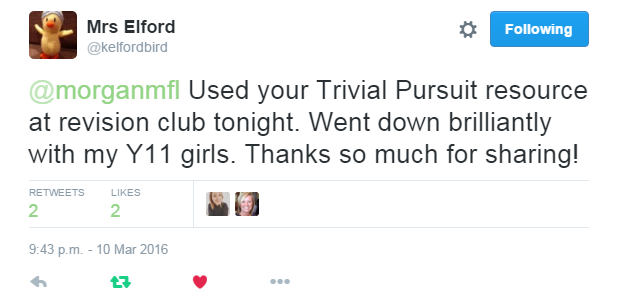 Mrs Elford
@kelfordbird
Following
@morganmfl Used your Trivial Pursuit resource
at revision club tonight. Went down brilliantly
with my Y11 girls. Thanks so much for sharing!
RETWEETS LIKES
2 2
9:43 p.m. - 10 Mar 2016